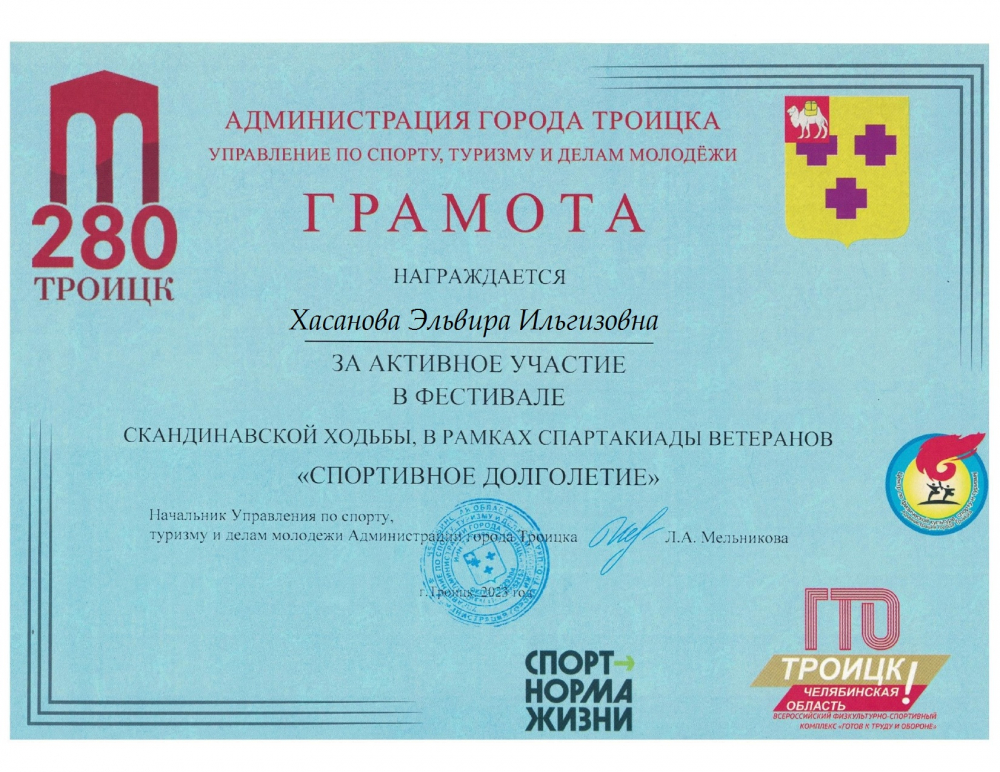 280
ТРОИЦК
АДМИНИСТРАЦИЯ ГОРОДА ТРОИЦКА
УПРАВЛЕНИЕ ПО СПОРТУ, ТУРИЗМУ И ДЕЛАМ МОЛОДЁЖИ
ГРАМОТА
НАГРАЖДАЕТСЯ
Хасанова Эльвира Ильгизовна
ЗА АКТИВНОЕ УЧАСТИЕ
В ФЕСТИВАЛЕ
СКАНДИНАВСКОЙ ХОДЬБЫ, В РАМКАХ СПАРТАКИАДЫ ВЕТЕРАНОВ
«СПОРТИВНОЕ ДОЛГОЛЕТИЕ»
Начальник Управления по спорту,
туризму и делам молодежи Администрации города Троицка Л.А. Мельникова
г.Троицк, 2023 год
СПОРТ
НОРМА
ЖИЗНИ
ГТО
ТРОИЦК!
ЧЕЛЯБИНСКАЯ
ОБЛАСТЬ
ВСЕРОССИЙСКИЙ ФИЗКУЛЬТУРНО-СПОРТИВНЫЙ
КОМПЛЕКС «ГОТОВ К ТРУДУ И ОБОРОНЕ»